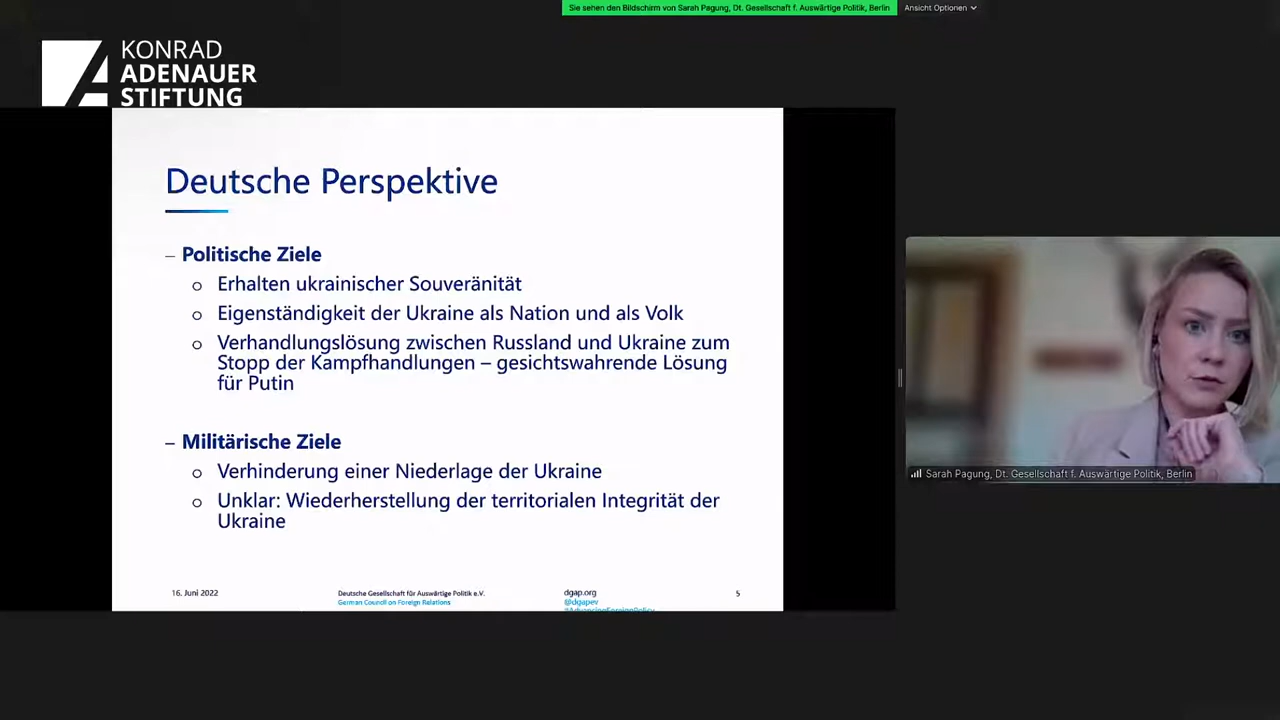 Sie sehen den Bildschirm von Sarah Pagung, Dt. Gesellschaft f. Auswärtige Politik, Berlin
Ansicht Optionen
KONRAD
ADENAUER
STIFTUNG
Deutsche Perspektive
– Politische Ziele
o Erhalten ukrainischer Souveränität
o Eigenständigkeit der Ukraine als Nation und als Volk
o Verhandlungslösung zwischen Russland und Ukraine zum
Stopp der Kampfhandlungen – gesichtswahrende Lösung
für Putin
– Militärische Ziele
o Verhinderung einer Niederlage der Ukraine
o Unklar: Wiederherstellung der territorialen Integrität der
Ukraine
16. Juni 2022
Deutsche Gesellschaft für Auswärtige Politik e.V.
German Council on Foreign Relations
dgap.org
@dgapev
#AdvancingForeignPolicy
5
Sarah Pagung, Dt. Gesellschaft f. Auswärtige Politik, Berlin